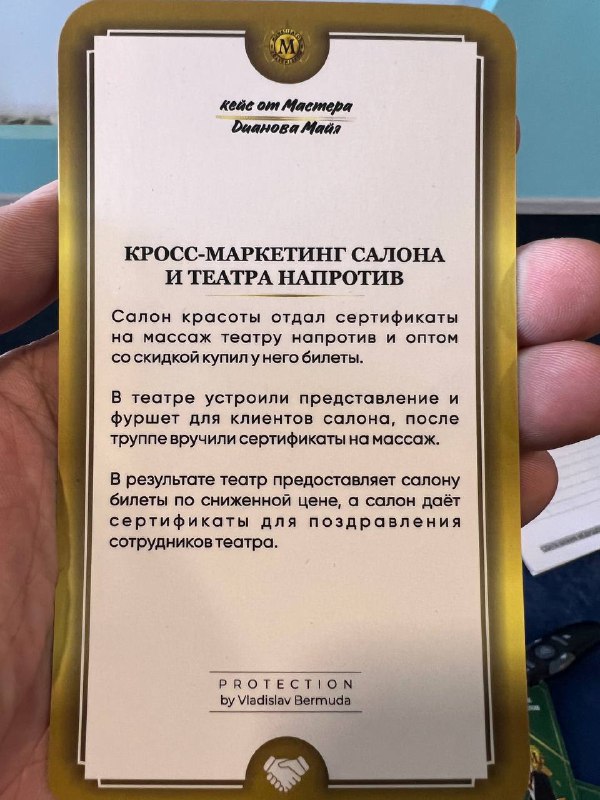 М
кейс от Мастера
Dианова Майя
КРОСС-МАРКЕТИНГ САЛОНА
И ТЕАТРА НАПРОТИВ
Салон красоты отдал сертификаты
на массаж театру напротив и оптом
со скидкой купил у него билеты.
В театре устроили представление и
фуршет для клиентов салона, после
труппе вручили сертификаты на массаж.
В результате театр предоставляет салону
билеты по сниженной цене, а салон даёт
сертификаты для поздравления
сотрудников театра.
PROTECTION
by Vladislav Bermuda